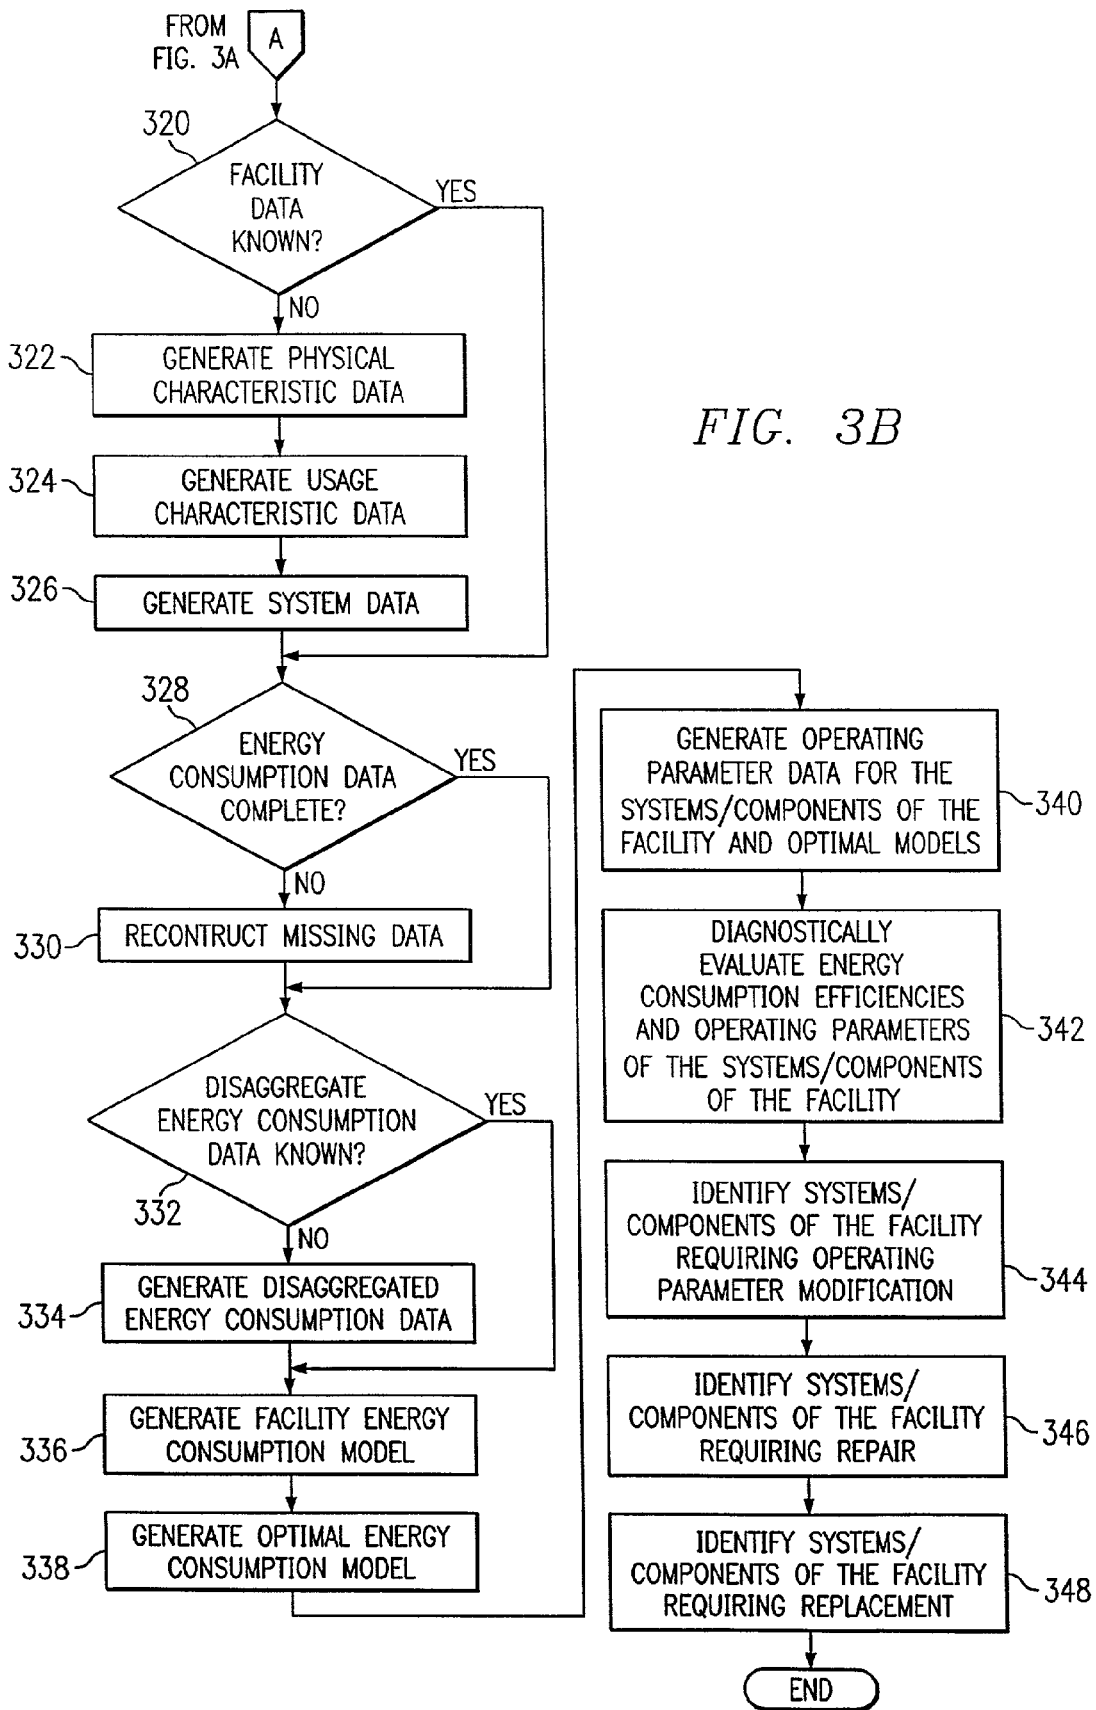 FROM
FIG. 3A
A
320
FACILITY
DATA
KNOWN?
YES
NO
322
GENERATE PHYSICAL
CHARACTERISTIC DATA
FIG. 3B
324
GENERATE USAGE
CHARACTERISTIC DATA
326
GENERATE SYSTEM DATA
328
ENERGY
CONSUMPTION DATA
COMPLETE?
YES
NO
330
RECONTRUCT MISSING DATA
DISAGGREGATE
ENERGY CONSUMPTION
DATA KNOWN?
YES
332
NO
334
GENERATE DISAGGREGATED
ENERGY CONSUMPTION DATA
336
GENERATE FACILITY ENERGY
CONSUMPTION MODEL
338
GENERATE OPTIMAL ENERGY
CONSUMPTION MODEL
GENERATE OPERATING
PARAMETER DATA FOR THE
SYSTEMS/COMPONENTS OF THE
FACILITY AND OPTIMAL MODELS
340
DIAGNOSTICALLY
EVALUATE ENERGY
CONSUMPTION EFFICIENCIES
AND OPERATING PARAMETERS
OF THE SYSTEMS/COMPONENTS
OF THE FACILITY
342
IDENTIFY SYSTEMS/
COMPONENTS OF THE FACILITY
REQUIRING OPERATING
PARAMETER MODIFICATION
344
IDENTIFY SYSTEMS/
COMPONENTS OF THE FACILITY
REQUIRING REPAIR
346
IDENTIFY SYSTEMS/
COMPONENTS OF THE FACILITY
REQUIRING REPLACEMENT
348
END